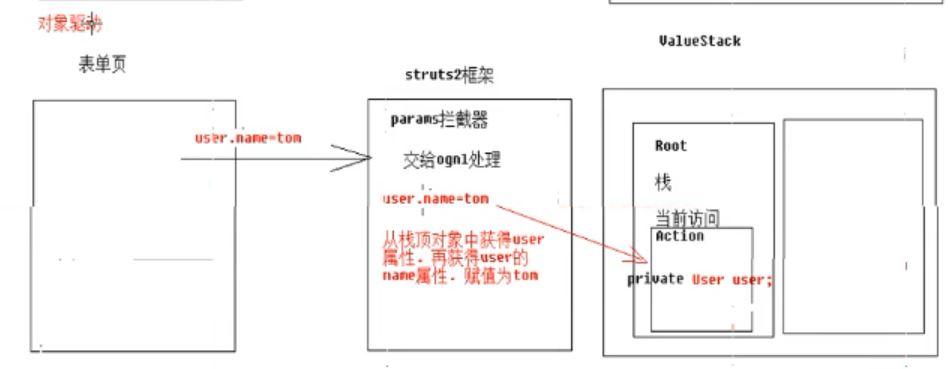 对象驱动
表单页
user.name=tom
struts2框架
params拦截器
交给ognl处理
user.name=tom
从栈顶对象中获得user
属性.再获得user的
name属性.赋值为tom
ValueStack
Root
栈
当前访问
Action
private User user;